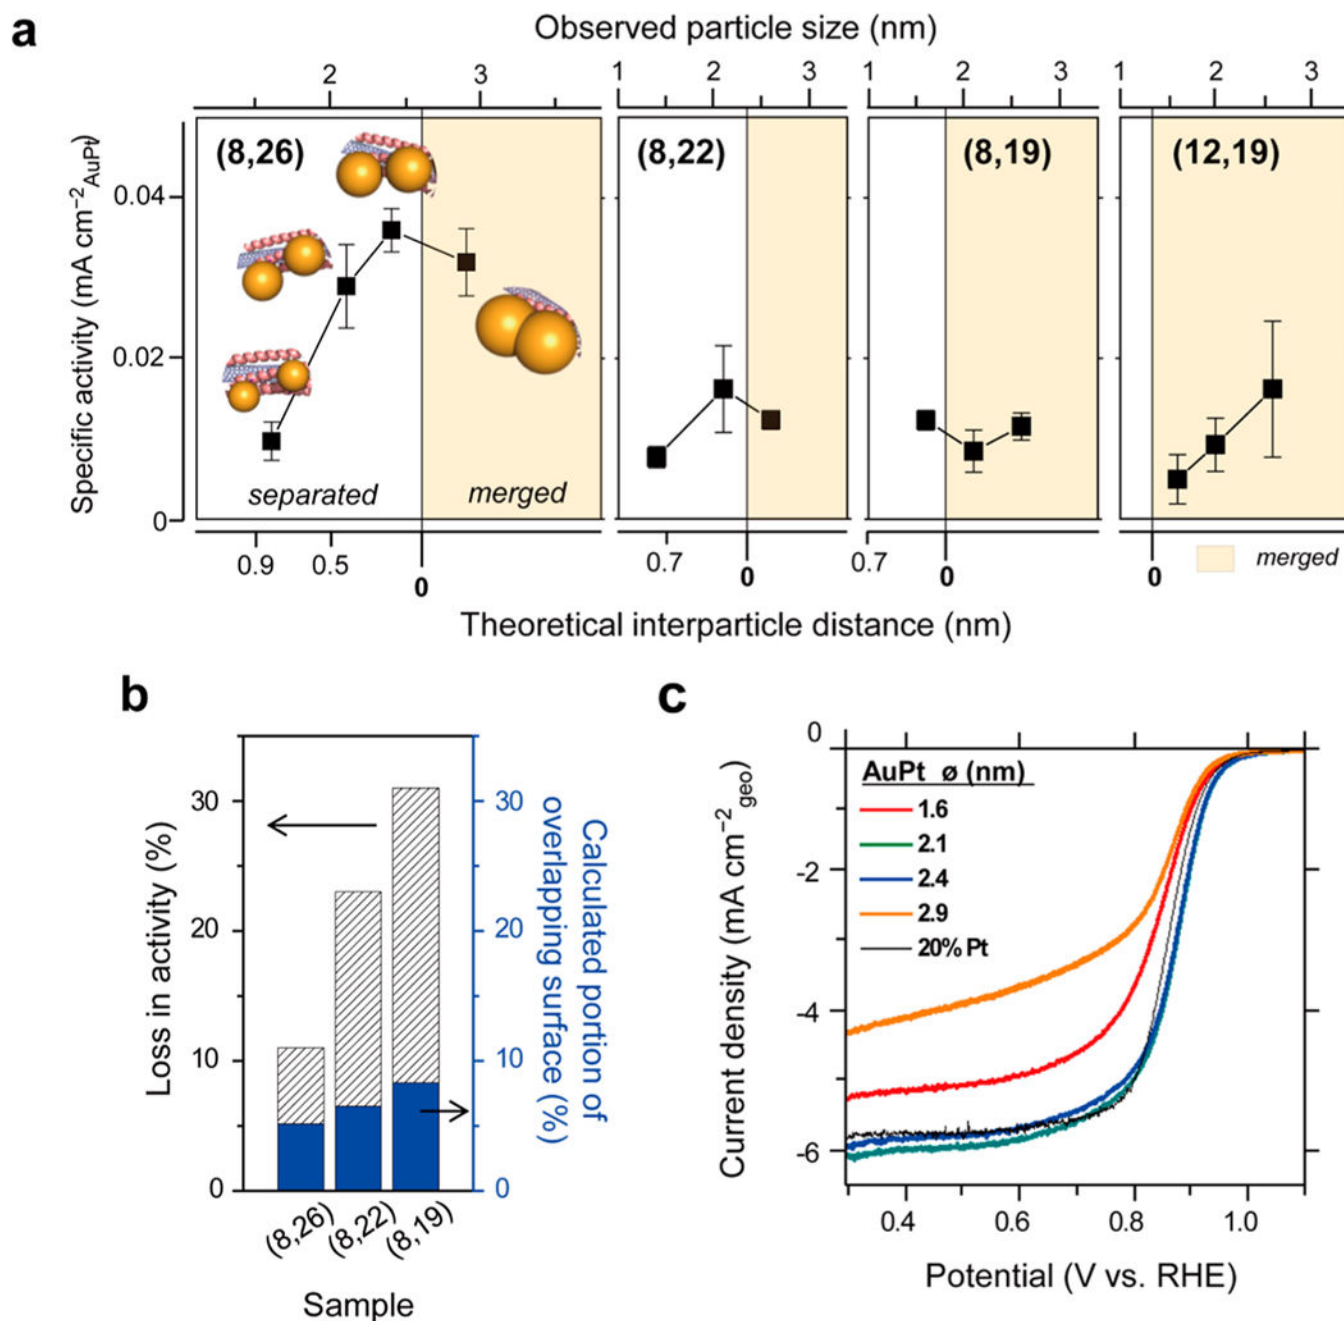 a
Observed particle size (nm)
2 3 1 2 3 1 2 3 1 2 3
Specific activity (mA cm⁻²AuPt)
0.04
0.02
0
(8,26)
separated
merged
(8,22)
(8,19)
(12,19)
0.9 0.5 0 0.7 0 0.7 0 0
merged
Theoretical interparticle distance (nm)
b
Loss in activity (%)
30
20
10
0
30
20
10
0
Calculated portion of
overlapping surface (%)
(8,26) (8,22) (8,19)
Sample
c
Current density (mA cm⁻²geo)
0
-2
-4
-6
AuPt ø (nm)
1.6
2.1
2.4
2.9
20% Pt
0.4 0.6 0.8 1.0
Potential (V vs. RHE)